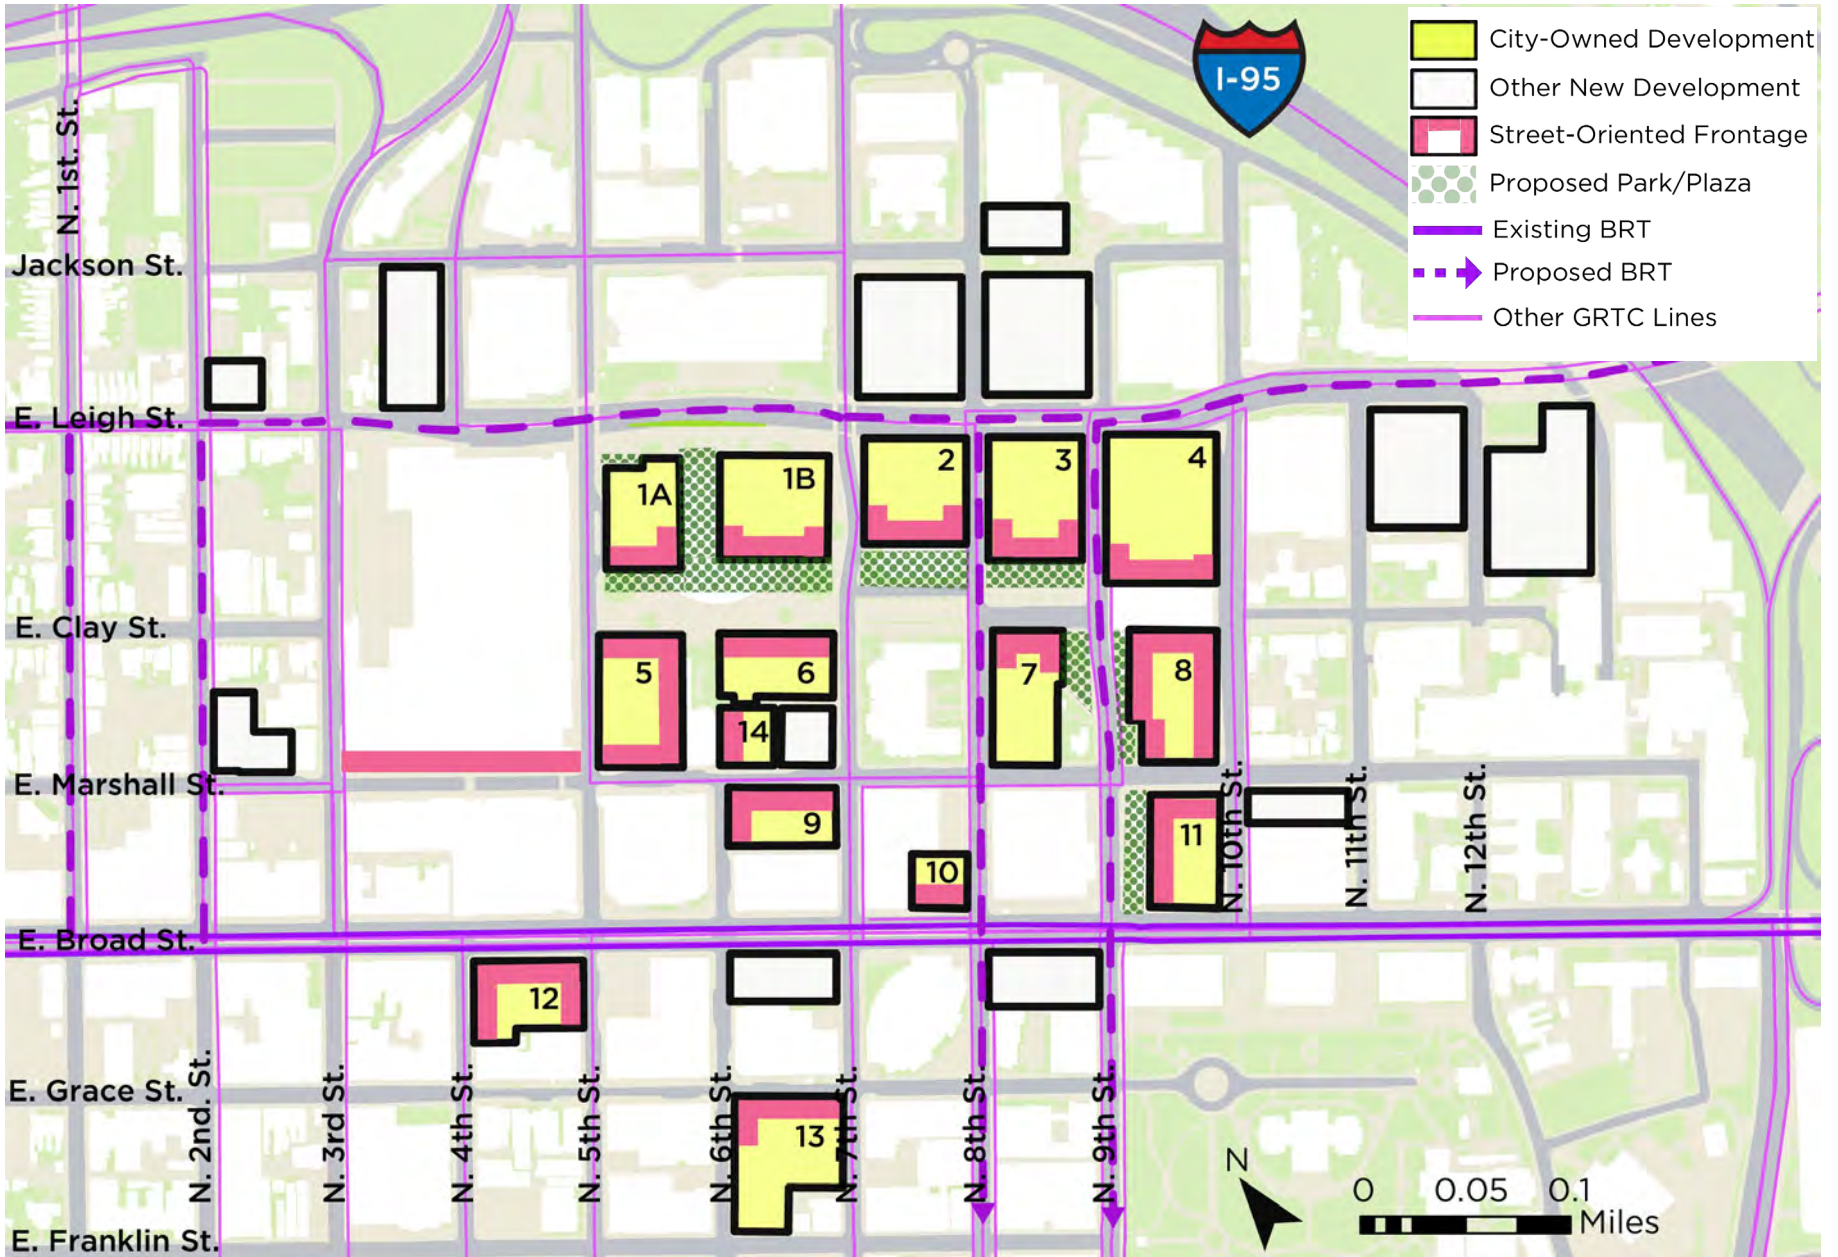 City-Owned Development
Other New Development
Street-Oriented Frontage
Proposed Park/Plaza
Existing BRT
Proposed BRT
Other GRTC Lines
I-95
N. 1st. St.
Jackson St.
E. Leigh St.
1A
1B
2
3
4
E. Clay St.
5
6
7
8
14
E. Marshall St.
9
10
11
N. 10th St.
N. 11th St.
N. 12th St.
E. Broad St.
12
E. Grace St.
13
N. 2nd. St.
N. 3rd St.
N. 4th St.
N. 5th St.
N. 6th St.
N. 7th St.
N. 8th St.
N. 9th St.
E. Franklin St.
N
0 0.05 0.1
Miles